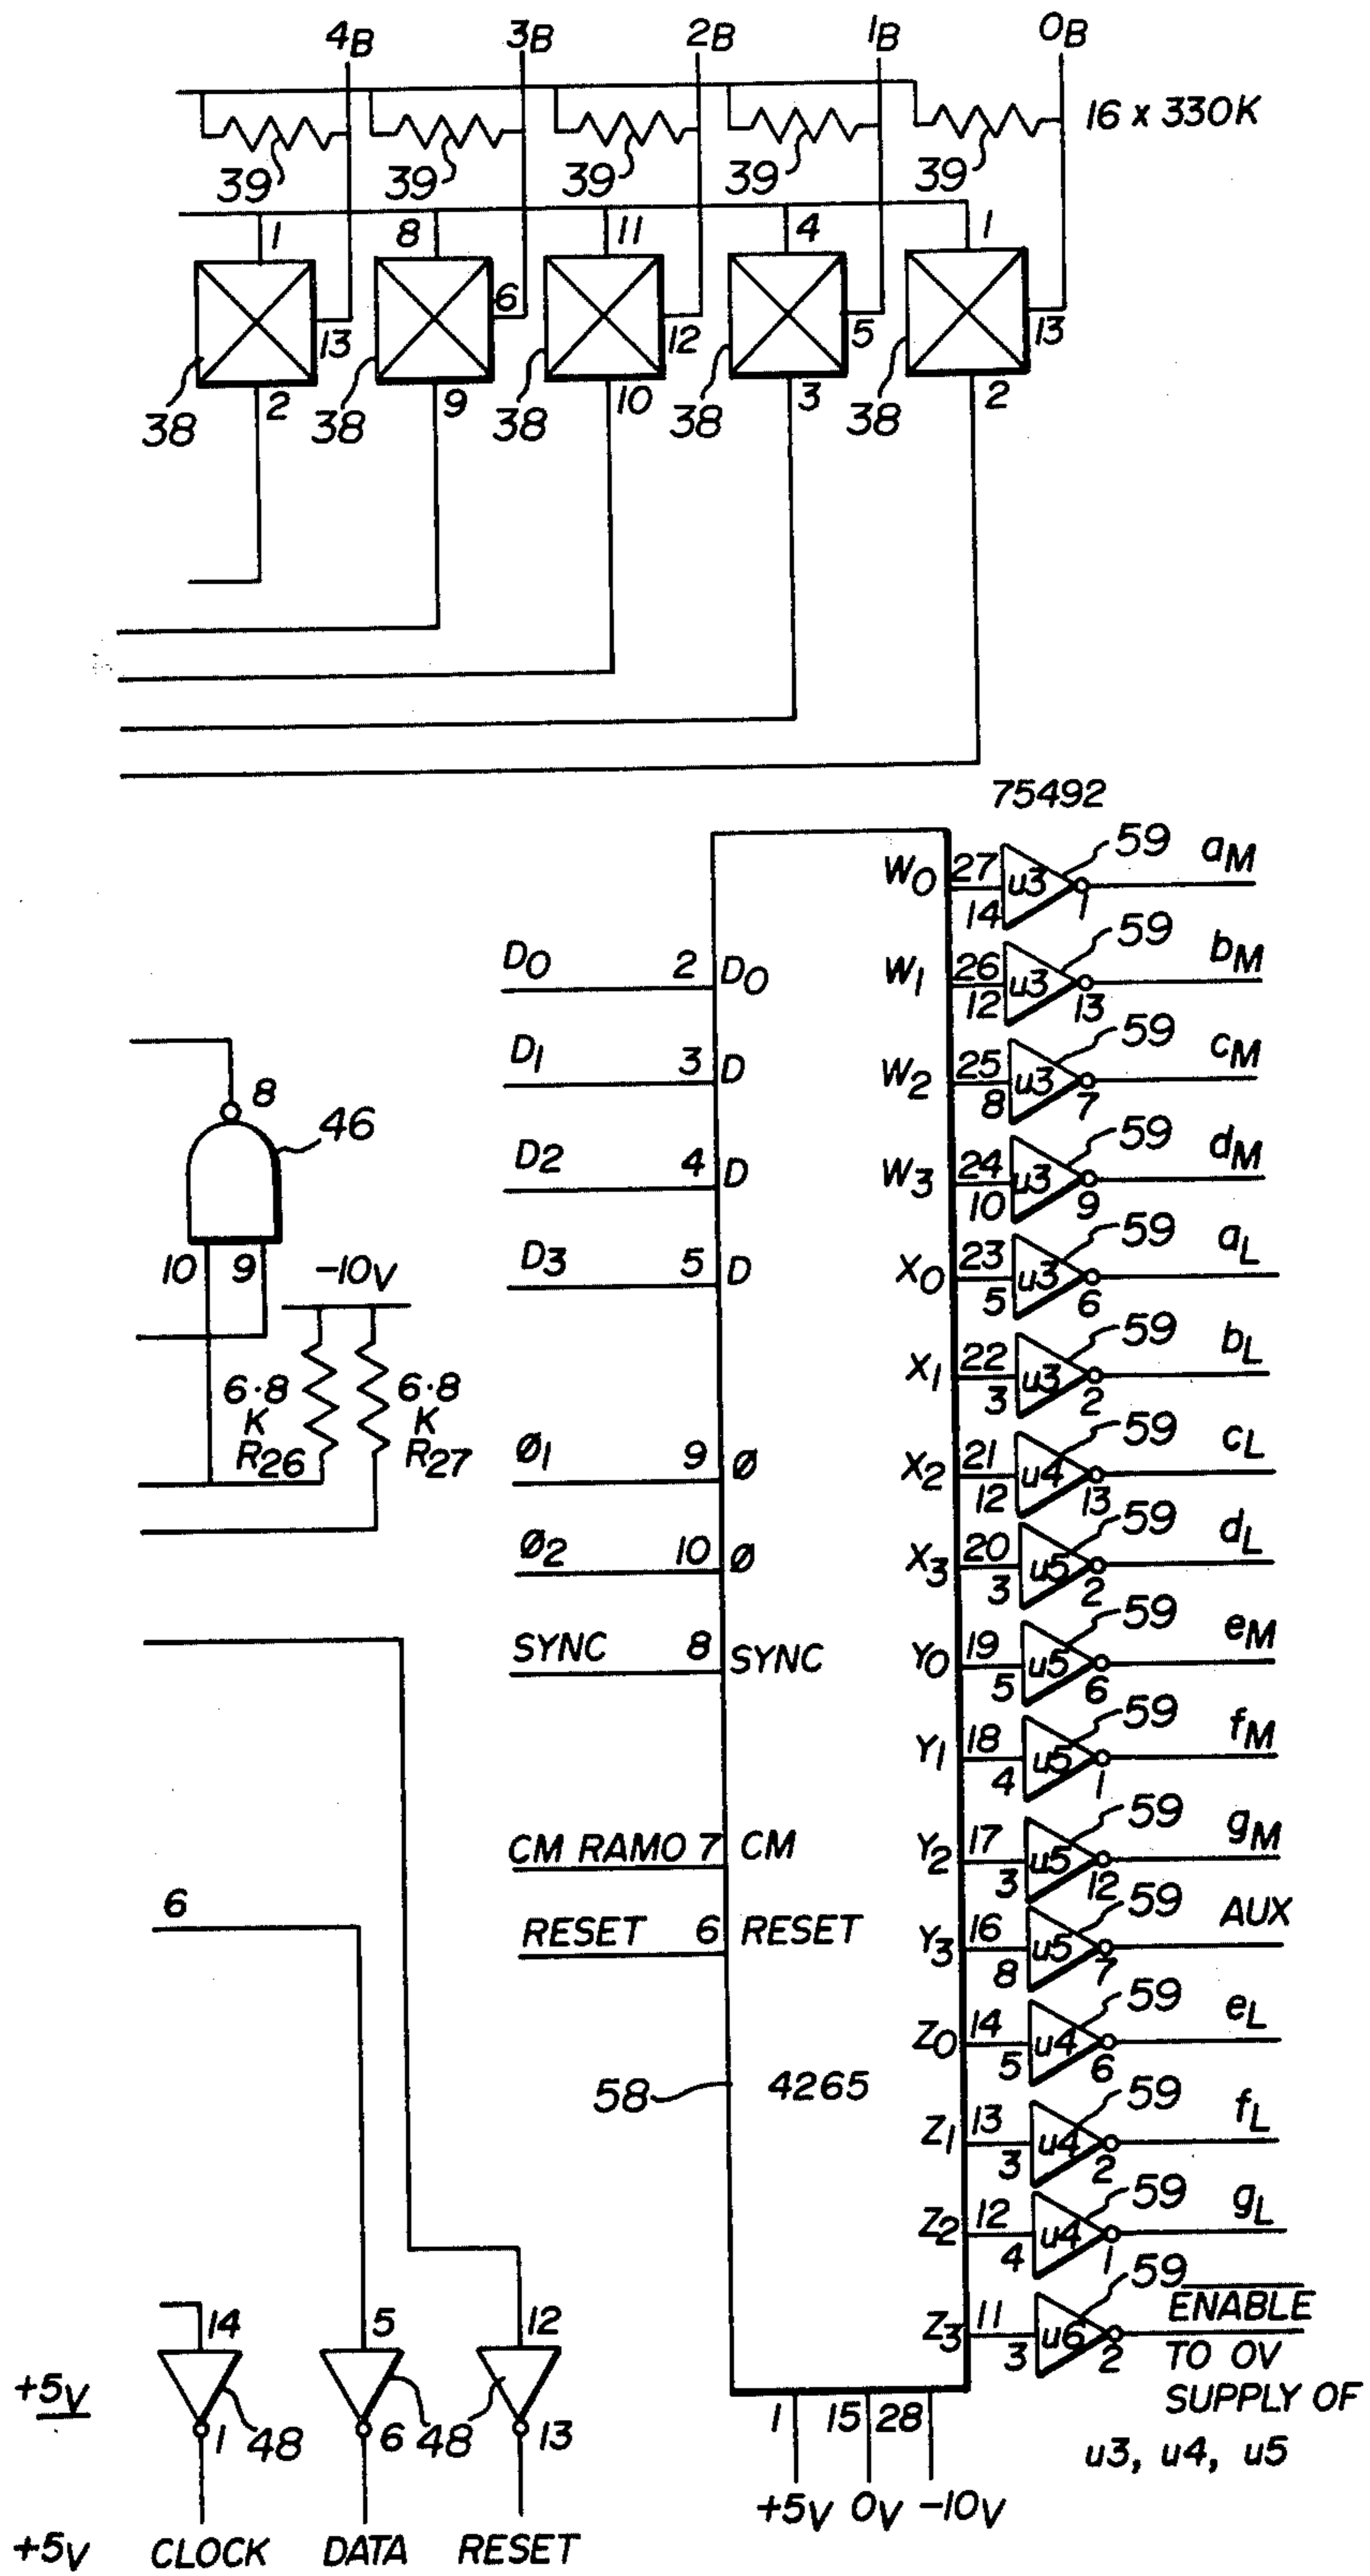 4B 3B 2B 1B 0B
16 x 330K
39 39 39 39 39
1 8 11 4 1
13 6 12 5 13
38 38 38 38 38
2 9 10 3 2
75492
W0 27 14 u3 1 59 aM
D0 2 D0
W1 26 12 u3 13 59 bM
D1 3 D
W2 25 8 u3 7 59 cM
8 46
D2 4 D
W3 24 10 u3 9 59 dM
10 9 -10V
D3 5 D
X0 23 5 u3 6 59 aL
X1 22 3 u3 2 59 bL
6.8 K R26
6.8 K R27
Ø1 9 Ø
X2 21 12 u4 13 59 cL
Ø2 10 Ø
X3 20 3 u5 2 59 dL
SYNC 8 SYNC
Y0 19 5 u5 6 59 eM
Y1 18 4 u5 1 59 fM
CM RAMO 7 CM
Y2 17 3 u5 12 59 gM
6
RESET 6 RESET
Y3 16 8 u5 7 59 AUX
Z0 14 5 u4 6 59 eL
58 4265
Z1 13 3 u4 2 59 fL
Z2 12 4 u4 1 59 gL
Z3 11 3 u6 2 59 ENABLE
TO 0V
SUPPLY OF
u3, u4, u5
14 5 12
+5V
1 48 6 48 13
1 15 28
+5V 0V -10V
+5V CLOCK DATA RESET